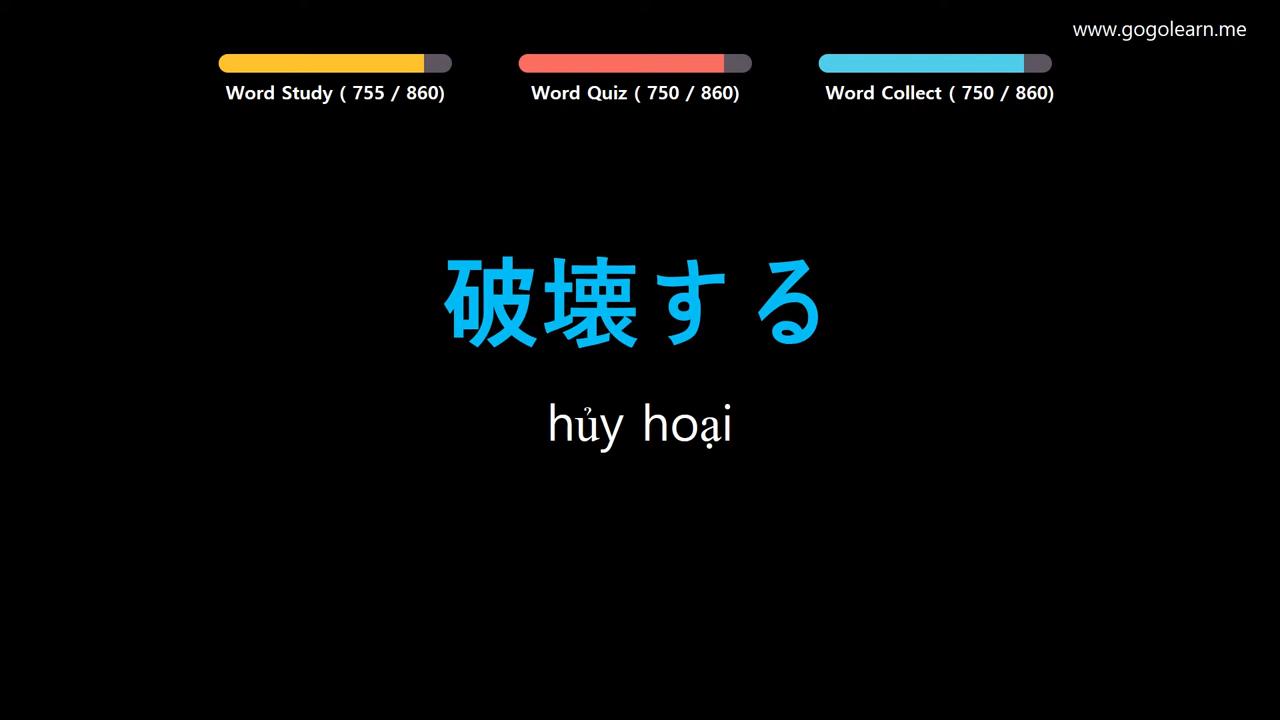 www.gogolearn.me
Word Study ( 755 / 860)
Word Quiz ( 750 / 860)
Word Collect ( 750 / 860)
破壊する
hủy hoại